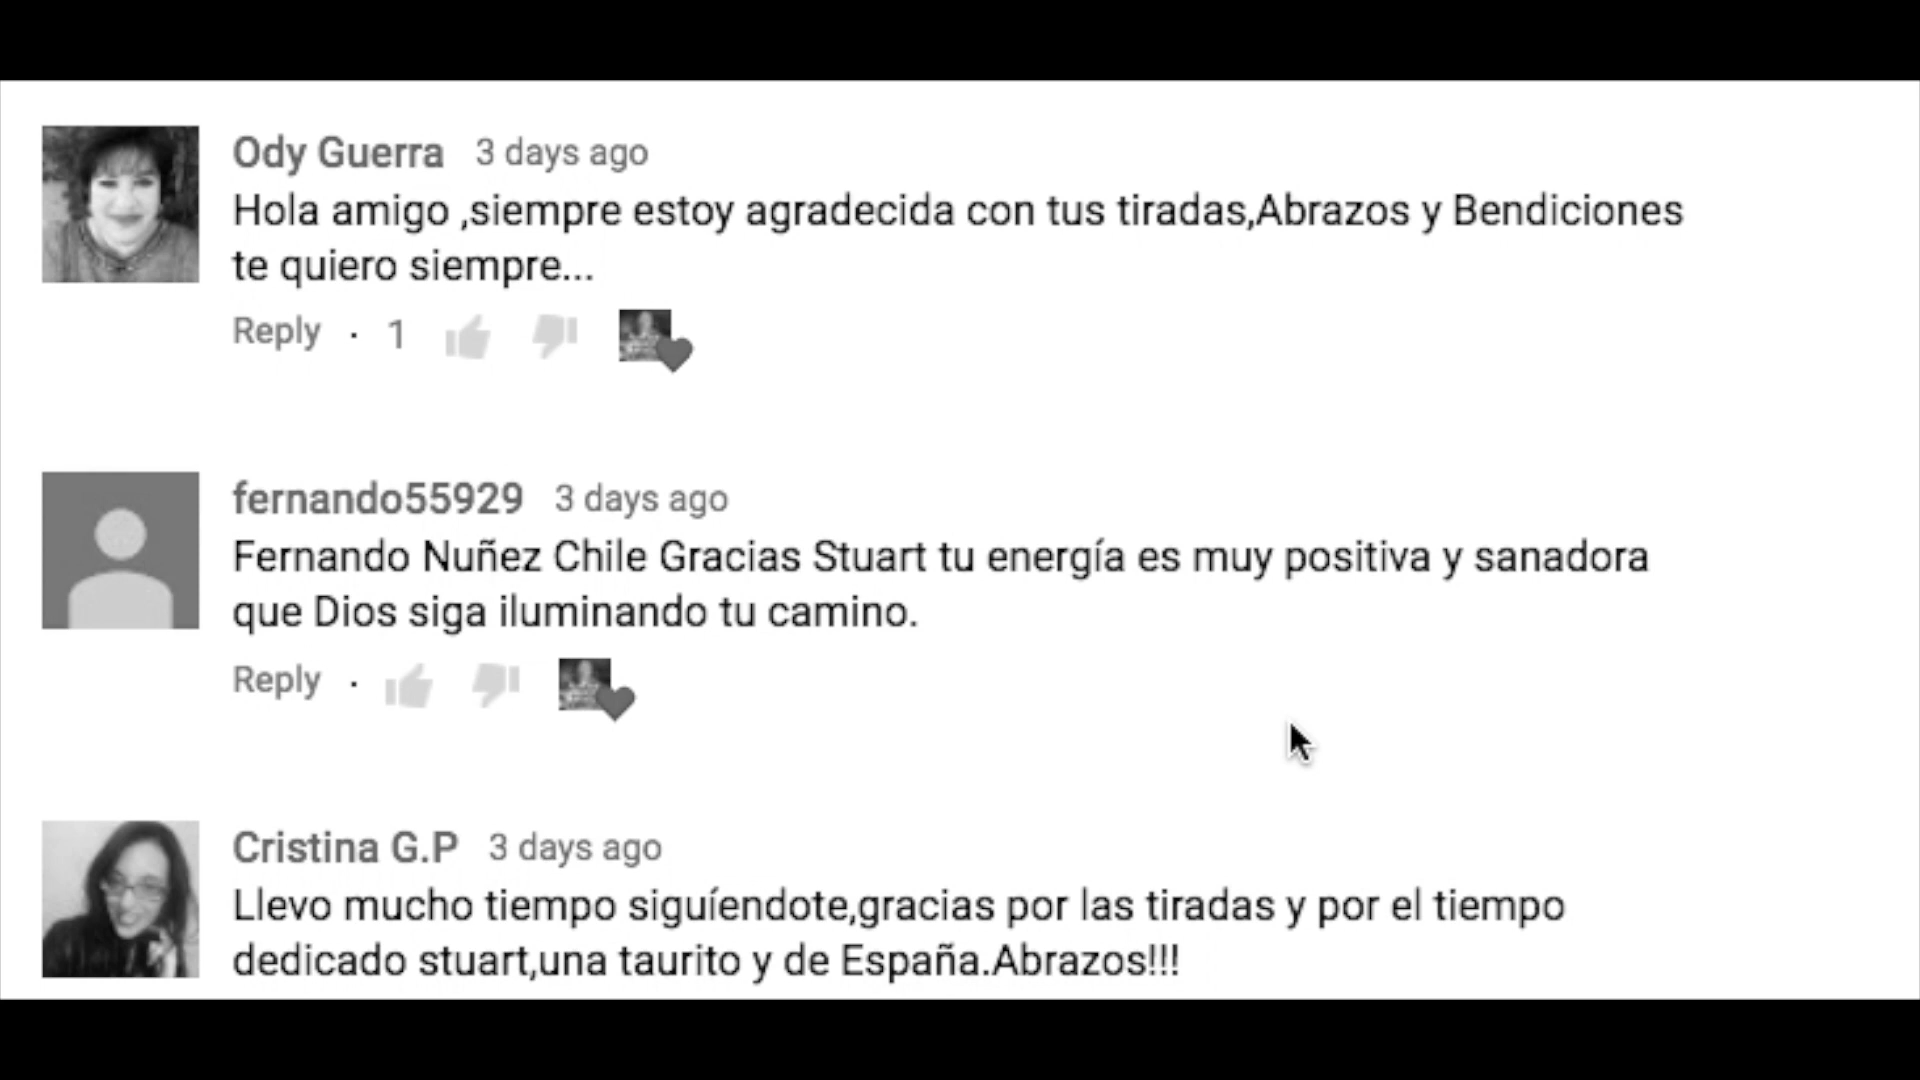 Ody Guerra 3 days ago
Hola amigo ,siempre estoy agradecida con tus tiradas,Abrazos y Bendiciones
te quiero siempre...
Reply · 1
fernando55929 3 days ago
Fernando Nuñez Chile Gracias Stuart tu energía es muy positiva y sanadora
que Dios siga iluminando tu camino.
Reply ·
Cristina G.P 3 days ago
Llevo mucho tiempo siguíendote,gracias por las tiradas y por el tiempo
dedicado stuart,una taurito y de España.Abrazos!!!